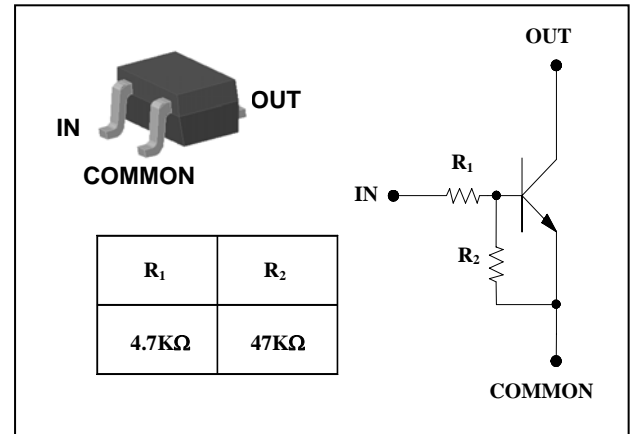 OUT
IN
COMMON
R₁ R₂
4.7KΩ 47KΩ
OUT
R₁
IN
R₂
COMMON